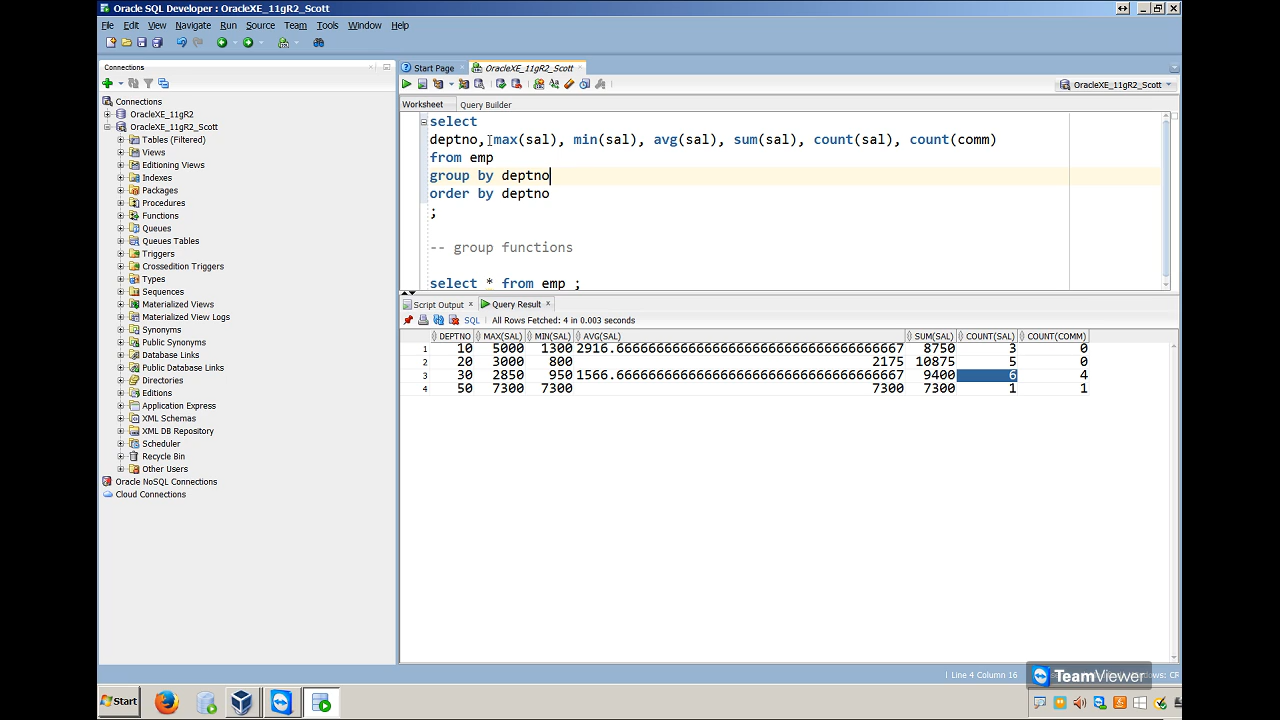 Oracle SQL Developer : OracleXE_11gR2_Scott
File Edit View Navigate Run Source Team Tools Window Help
Connections
Connections
OracleXE_11gR2
OracleXE_11gR2_Scott
Tables (Filtered)
Views
Editioning Views
Indexes
Packages
Procedures
Functions
Queues
Queues Tables
Triggers
Crossedition Triggers
Types
Sequences
Materialized Views
Materialized View Logs
Synonyms
Public Synonyms
Database Links
Public Database Links
Directories
Editions
Application Express
XML Schemas
XML DB Repository
Scheduler
Recycle Bin
Other Users
Oracle NoSQL Connections
Cloud Connections
Start Page OracleXE_11gR2_Scott
OracleXE_11gR2_Scott
Worksheet Query Builder
select
deptno, max(sal), min(sal), avg(sal), sum(sal), count(sal), count(comm)
from emp
group by deptno
order by deptno
;
-- group functions
select * from emp ;
Script Output Query Result
SQL All Rows Fetched: 4 in 0.003 seconds
DEPTNO MAX(SAL) MIN(SAL) AVG(SAL) SUM(SAL) COUNT(SAL) COUNT(COMM)
1 10 5000 1300 2916.66666666666666666666666666666666667 8750 3 0
2 20 3000 800 2175 10875 5 0
3 30 2850 950 1566.66666666666666666666666666666666667 9400 6 4
4 50 7300 7300 7300 7300 1 1
Line 4 Column 16
TeamViewer
Start